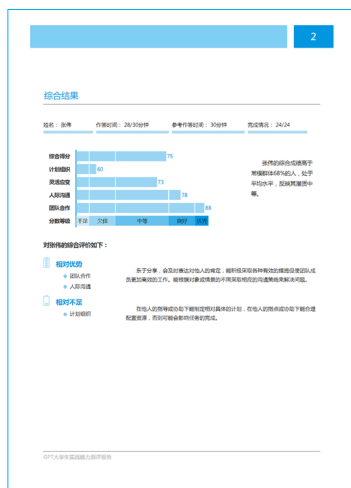 2
综合结果
姓名： 张伟 作答时间： 28/30分钟 参考作答时间： 30分钟 完成情况： 24/24
综合得分 75
计划组织 60
灵活应变 73
人际沟通 78
团队合作 88
分数等级 不足 欠佳 中等 良好 优秀
张伟的综合成绩高于
常模群体68%的人，处于
平均水平，反映其潜质中
等。
对张伟的综合评价如下：
相对优势
团队合作
人际沟通
乐于分享，会及时表达对他人的肯定，能积极采取各种有效的措施促使团队成
员更加高效的工作。能根据对象或情景的不同采取相应的沟通策略来解决问题。
相对不足
计划组织
在他人的指导或协助下能制定相对具体的计划，在他人的指点或协助下能合理
配置资源，否则可能会影响任务的完成。
GPT大学生实践能力测评报告